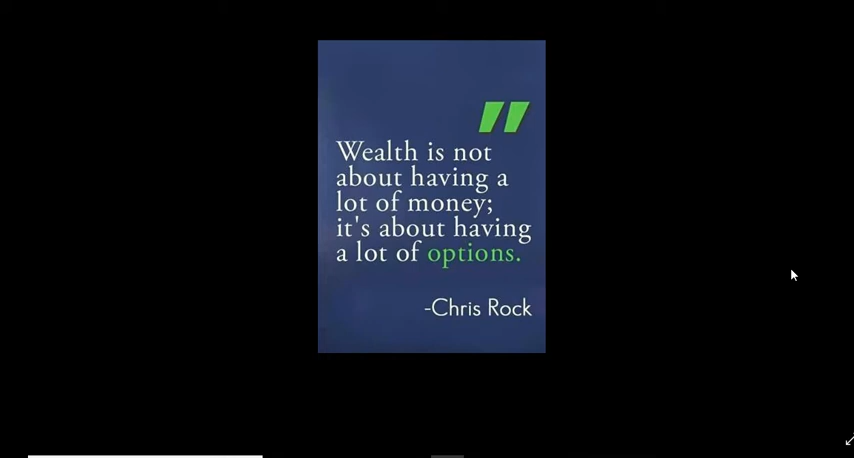 "
Wealth is not
about having a
lot of money;
it's about having
a lot of options.
-Chris Rock